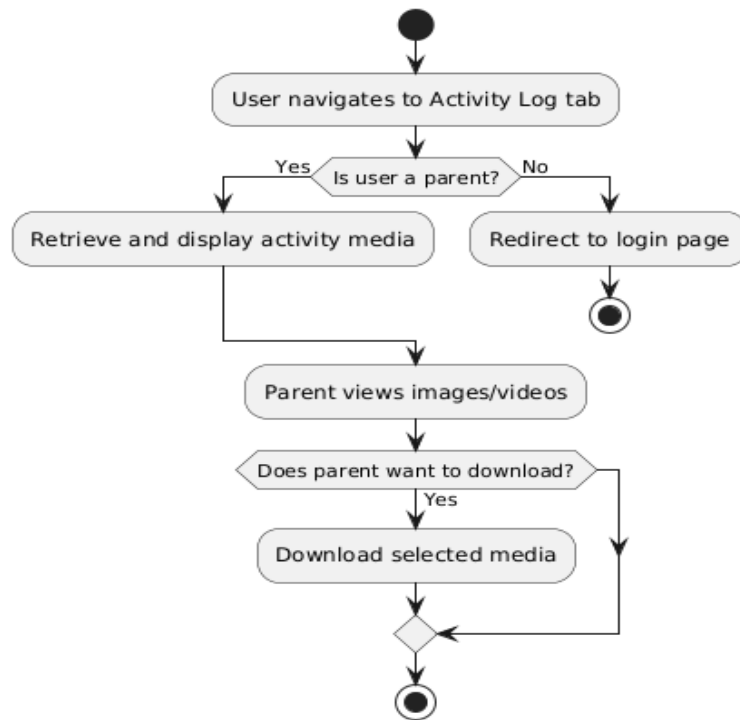 User navigates to Activity Log tab
Yes
Is user a parent?
No
Retrieve and display activity media
Redirect to login page
Parent views images/videos
Does parent want to download?
Yes
Download selected media